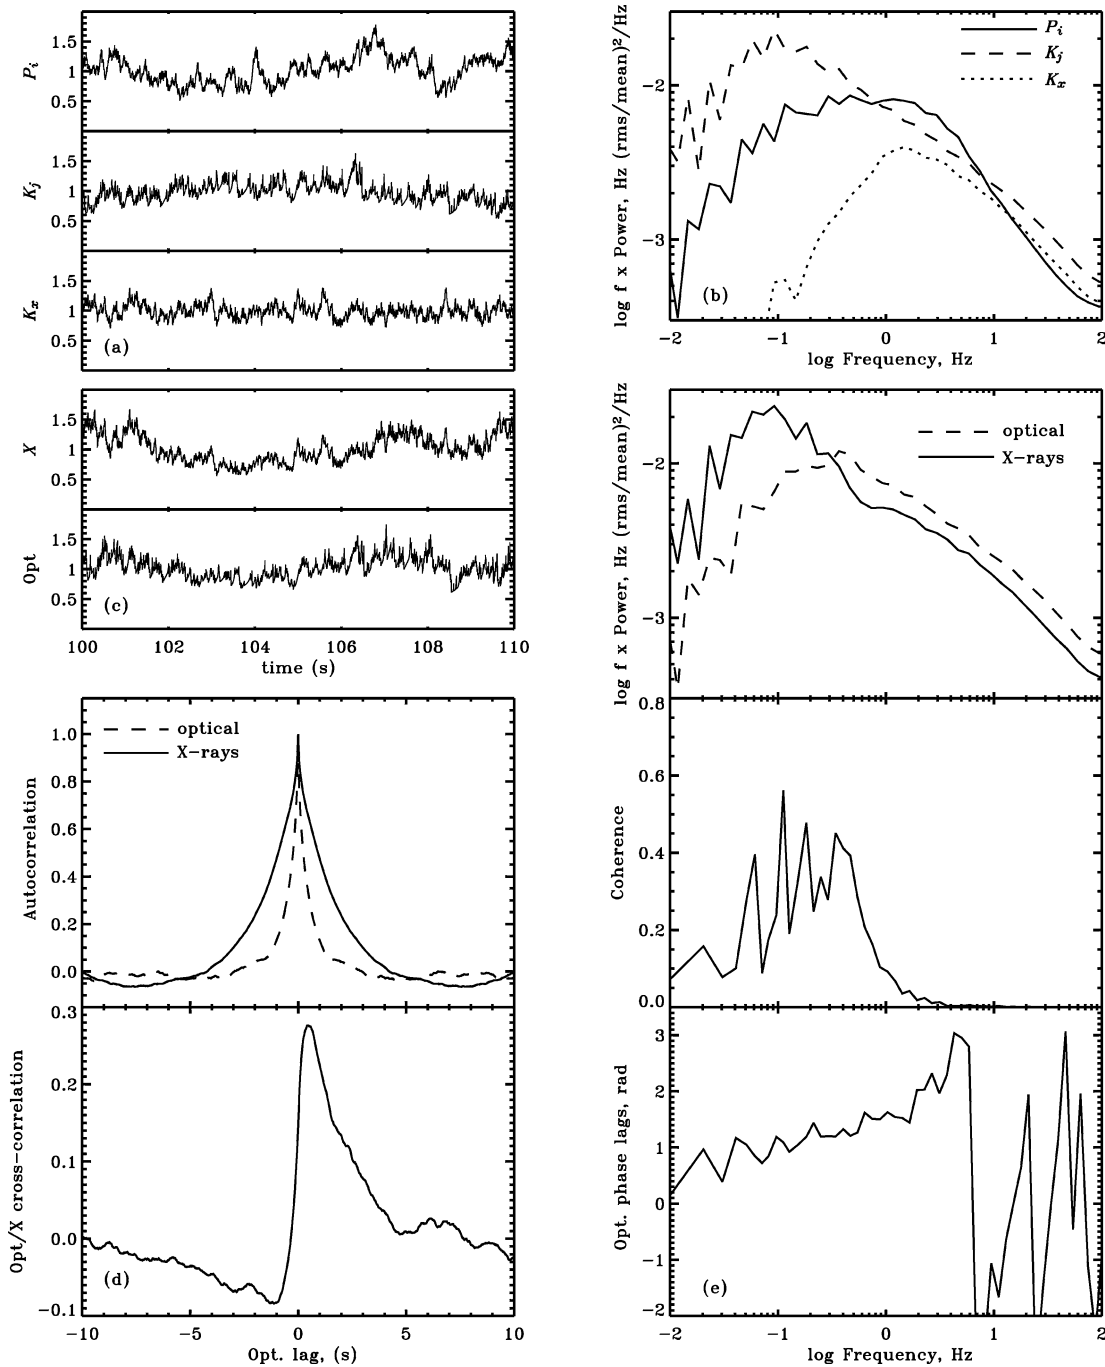 1.5
1
0.5
P_i
1.5
1
0.5
K_j
1.5
1
0.5
K_x
(a)
1.5
1
0.5
X
1.5
1
0.5
Opt
(c)
100 102 104 106 108 110
time (s)
log f x Power, Hz (rms/mean)^2/Hz
-2
-3
P_i
K_j
K_x
(b)
-2 -1 0 1 2
log Frequency, Hz
log f x Power, Hz (rms/mean)^2/Hz
-2
-3
optical
X-rays
Autocorrelation
1.0
0.8
0.6
0.4
0.2
0.0
optical
X-rays
Opt/X cross-correlation
0.3
0.2
0.1
0.0
-0.1
(d)
-10 -5 0 5 10
Opt. lag, (s)
Coherence
0.8
0.6
0.4
0.2
0.0
Opt. phase lags, rad
3
2
1
0
-1
-2
(e)
-2 -1 0 1 2
log Frequency, Hz